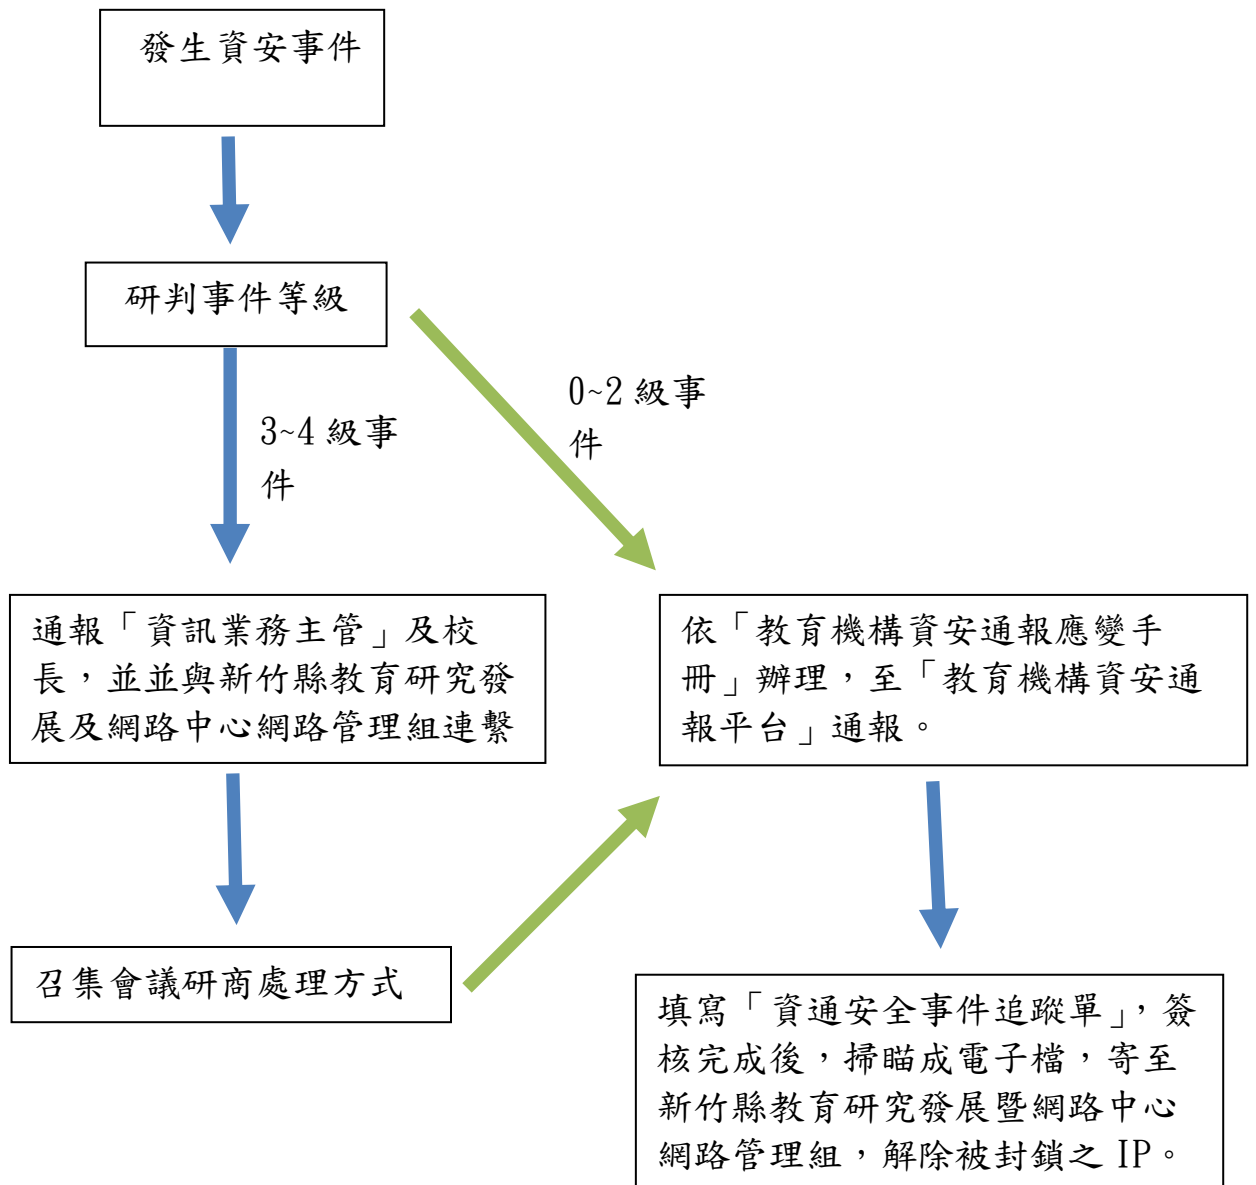 發生資安事件
研判事件等級
3~4 級事
件
0~2 級事
件
通報「資訊業務主管」及校
長，並並與新竹縣教育研究發
展及網路中心網路管理組連繫
依「教育機構資安通報應變手
冊」辦理，至「教育機構資安通
報平台」通報。
召集會議研商處理方式
填寫「資通安全事件追蹤單」，簽
核完成後，掃瞄成電子檔，寄至
新竹縣教育研究發展暨網路中心
網路管理組，解除被封鎖之 IP。